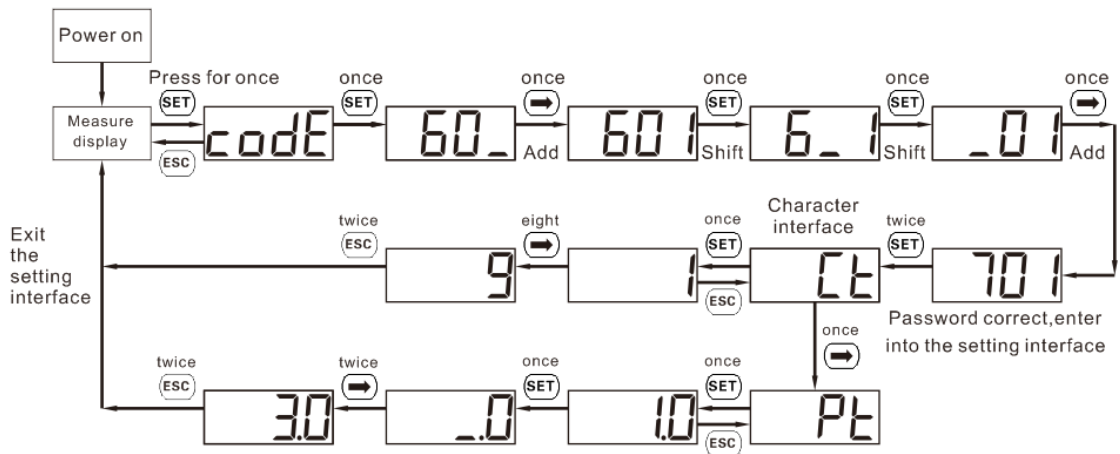 Power on
Press for once
once
once
once
once
once
SET
SET
➡
SET
SET
➡
Measure
display
codE
60_
601
6_1
_01
ESC
Add
Shift
Shift
Add
Exit
the
setting
interface
twice
ESC
eight
➡
once
SET
Character
interface
twice
SET
9
1
Ct
701
ESC
Password correct,enter
into the setting interface
once
➡
twice
ESC
twice
➡
once
SET
once
SET
3.0
_.0
1.0
Pt
ESC